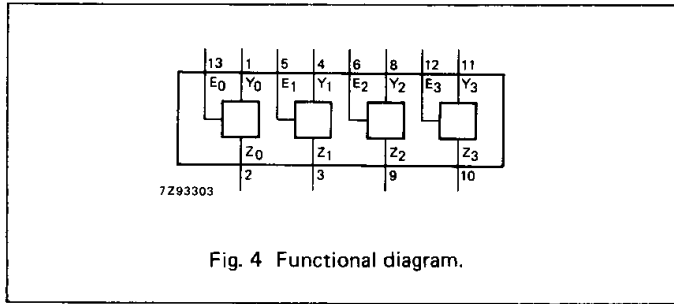 13 1 5 4 6 8 12 11
E0 Y0 E1 Y1 E2 Y2 E3 Y3
Z0 Z1 Z2 Z3
7Z93303
2 3 9 10
Fig. 4 Functional diagram.